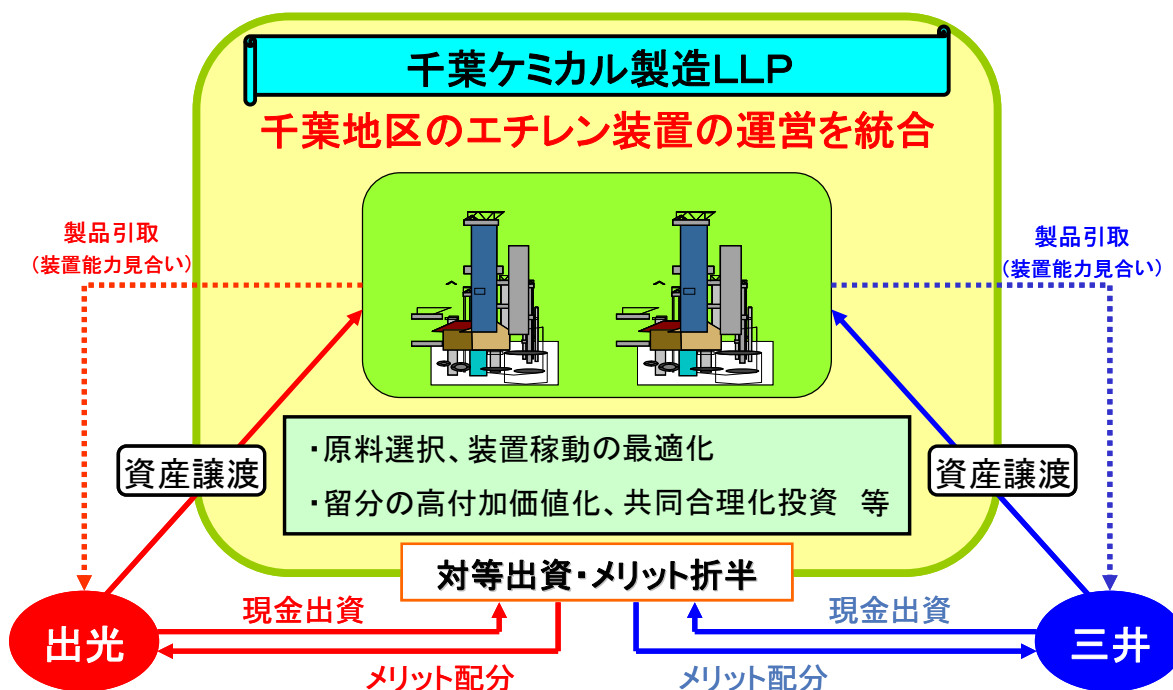 千葉ケミカル製造LLP
千葉地区のエチレン装置の運営を統合
製品引取
(装置能力見合い)
製品引取
(装置能力見合い)
資産譲渡
資産譲渡
・原料選択、装置稼動の最適化
・留分の高付加価値化、共同合理化投資 等
対等出資・メリット折半
現金出資
現金出資
出光
三井
メリット配分
メリット配分